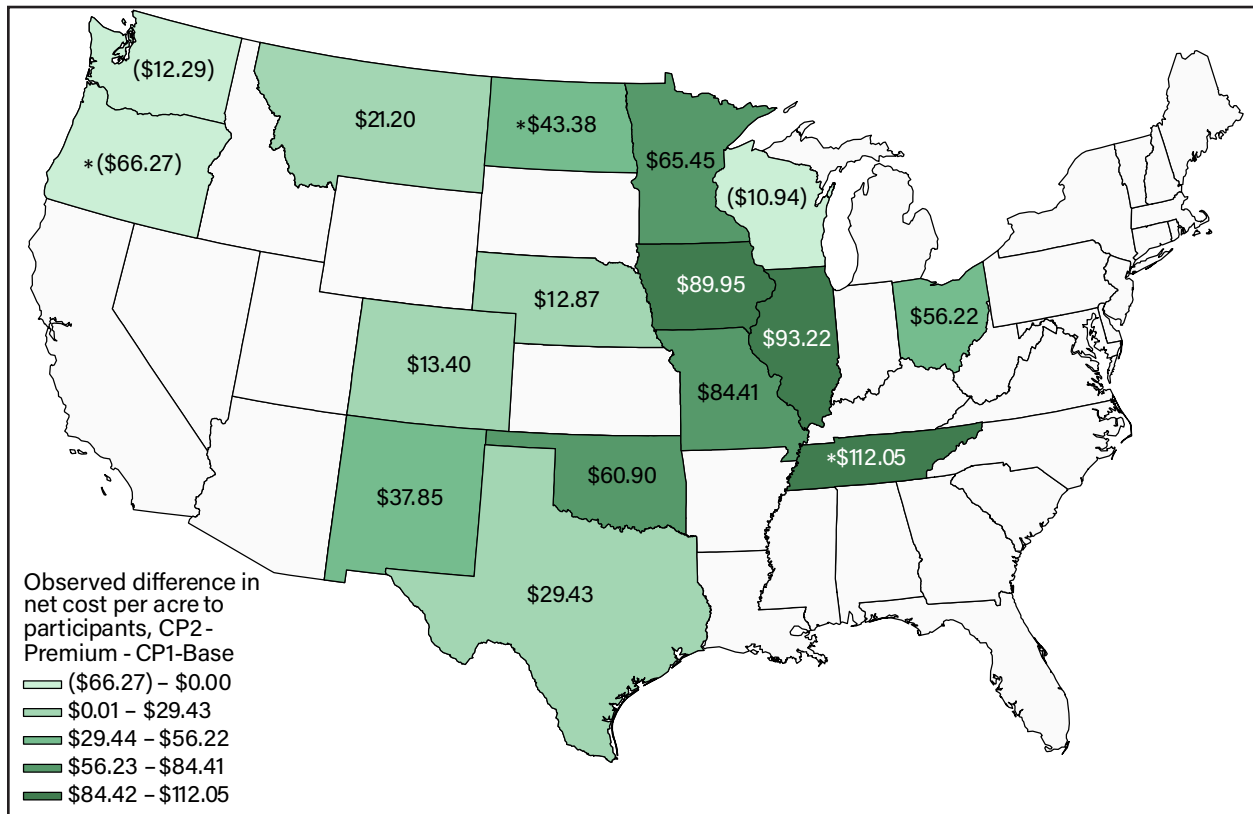 ($12.29)
$21.20
*$43.38
*($66.27)
$65.45
($10.94)
$12.87
$89.95
$93.22
$56.22
$13.40
$84.41
*$112.05
$37.85
$60.90
$29.43
Observed difference in
net cost per acre to
participants, CP2 -
Premium - CP1-Base
($66.27) – $0.00
$0.01 – $29.43
$29.44 – $56.22
$56.23 – $84.41
$84.42 – $112.05